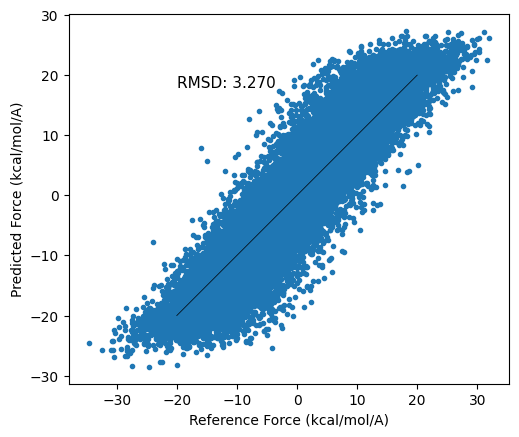 30
20
10
0
−10
−20
−30
Predicted Force (kcal/mol/A)
RMSD: 3.270
−30 −20 −10 0 10 20 30
Reference Force (kcal/mol/A)